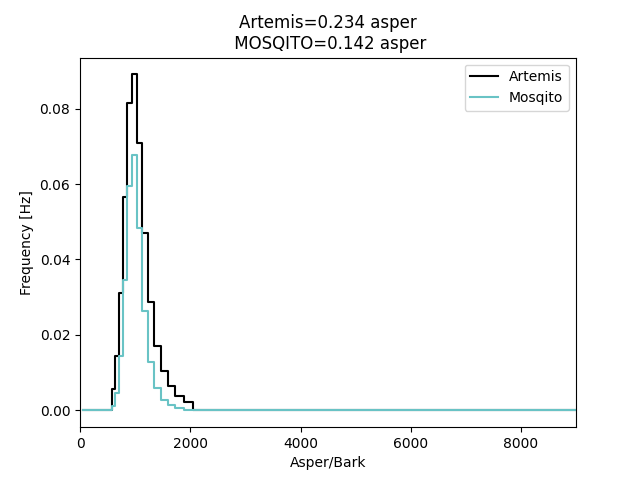 Artemis=0.234 asper
MOSQITO=0.142 asper
Artemis
Mosqito
Frequency [Hz]
0.08
0.06
0.04
0.02
0.00
0 2000 4000 6000 8000
Asper/Bark